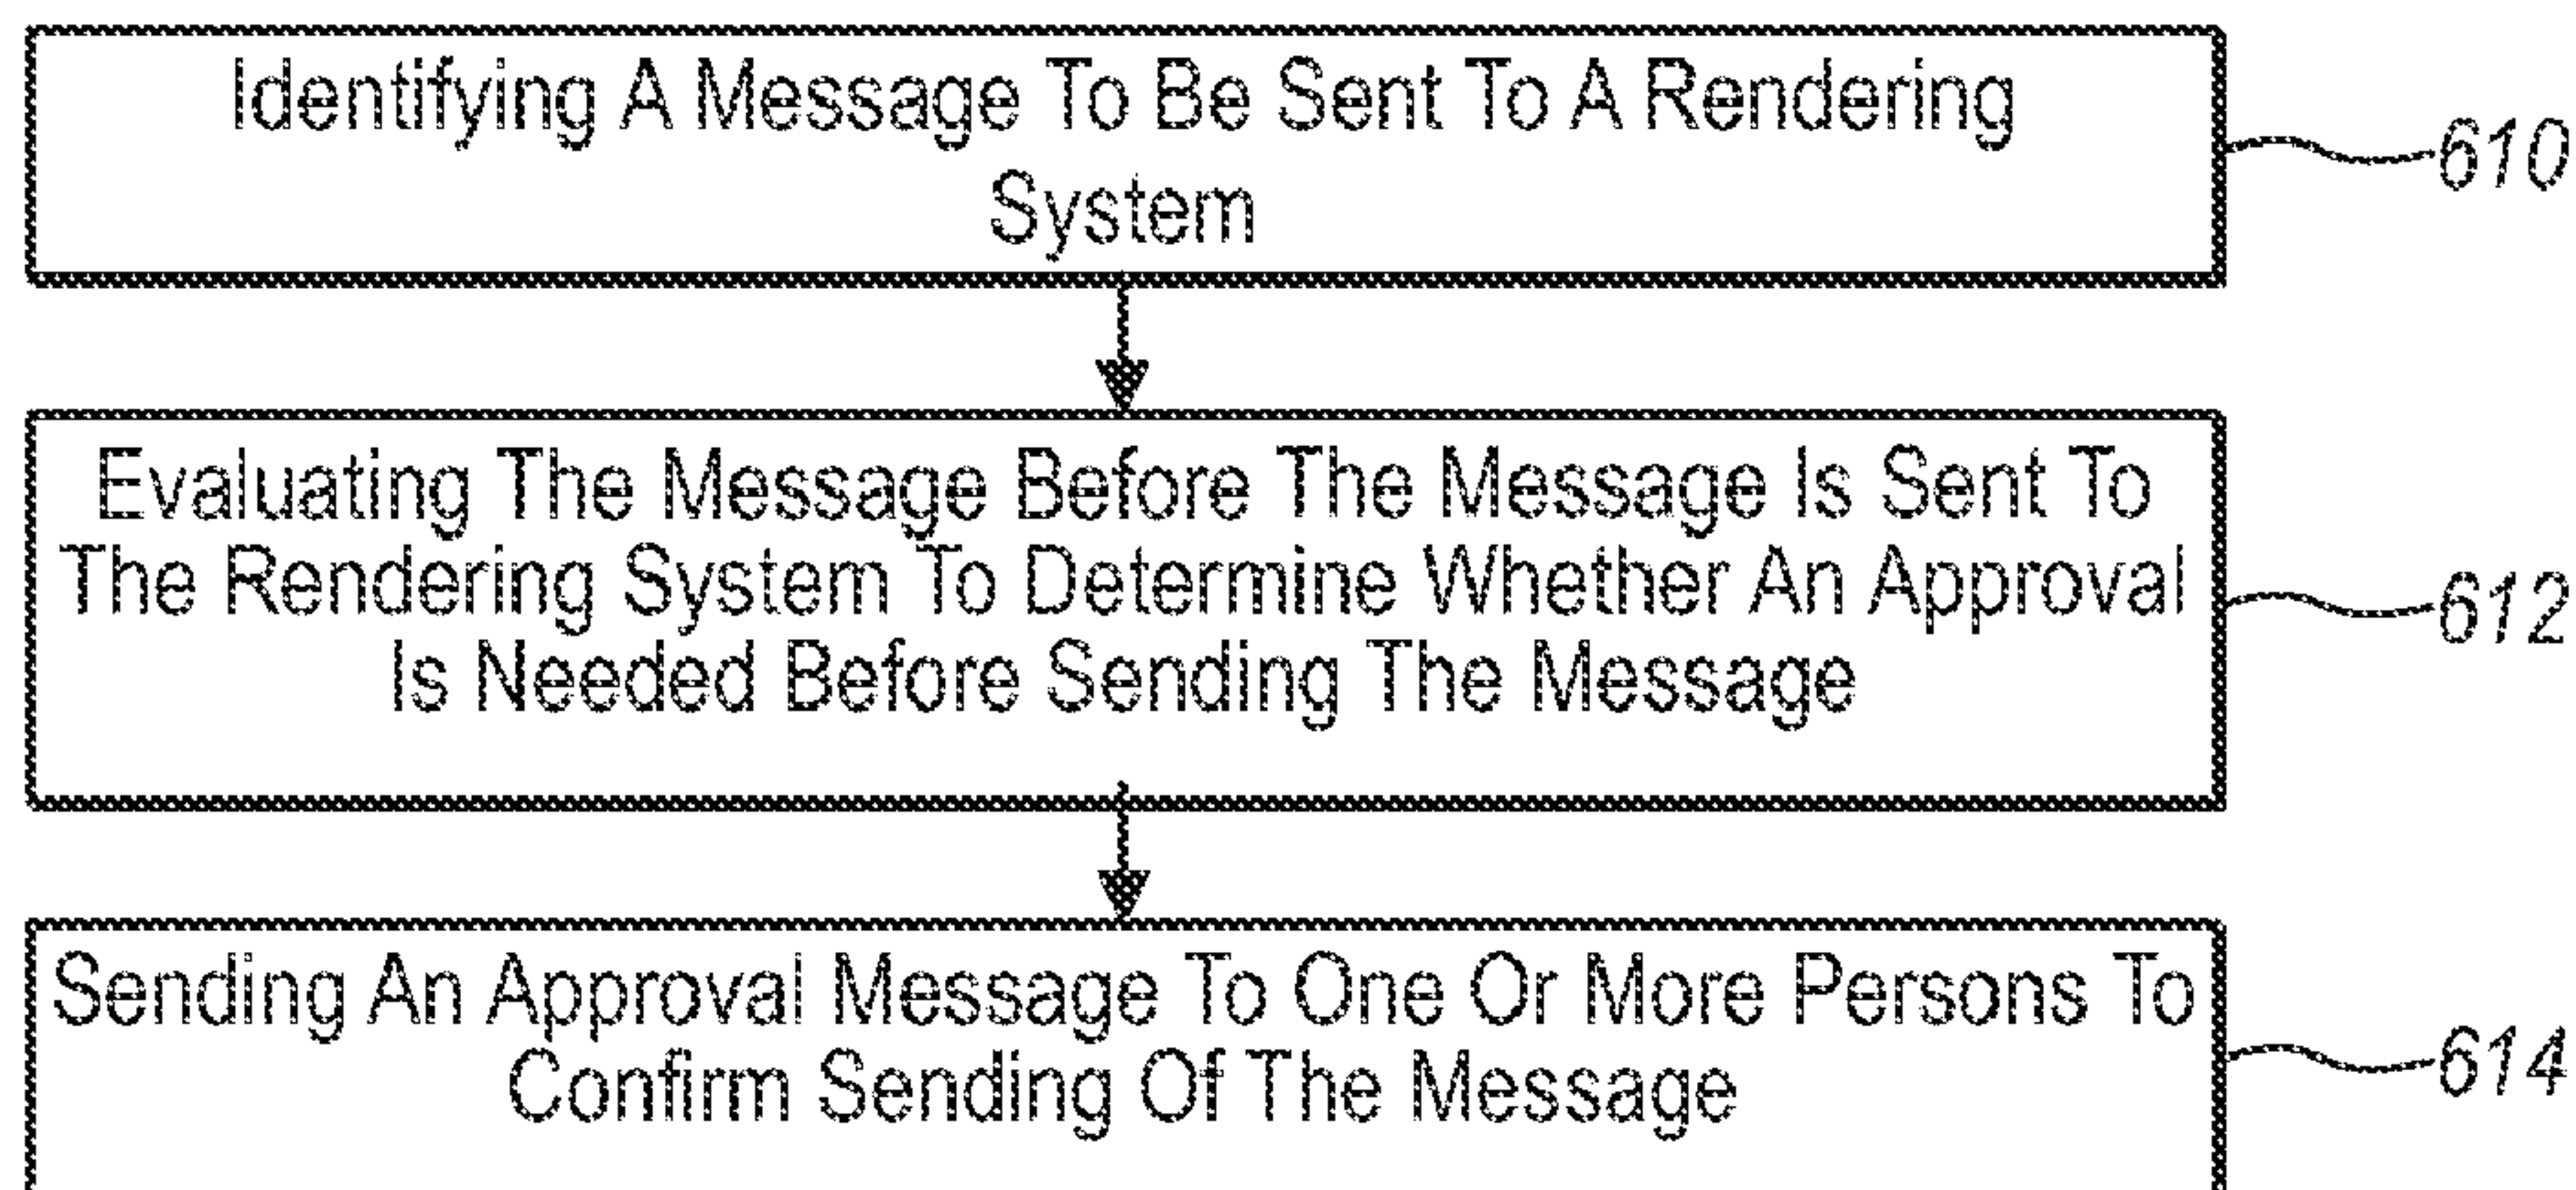 Identifying A Message To Be Sent To A Rendering
System
610
Evaluating The Message Before The Message Is Sent To
The Rendering System To Determine Whether An Approval
Is Needed Before Sending The Message
612
Sending An Approval Message To One Or More Persons To
Confirm Sending Of The Message
614